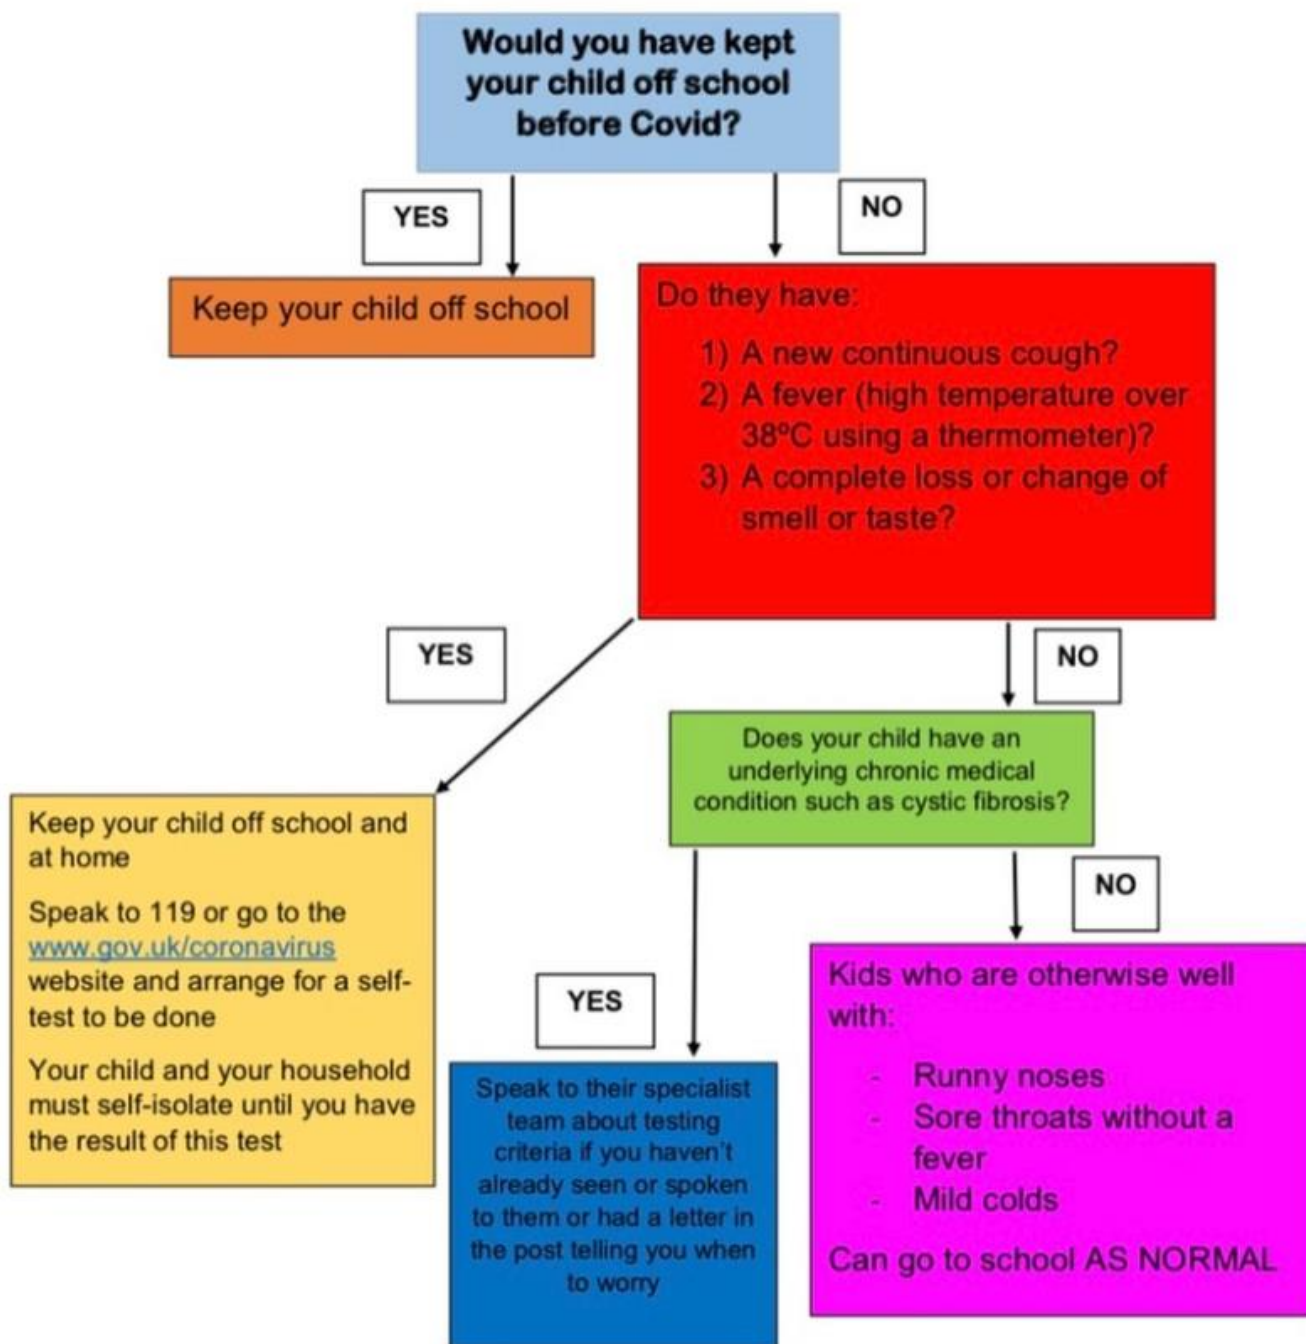 Would you have kept
your child off school
before Covid?
YES
NO
Keep your child off school
Do they have:
1) A new continuous cough?
2) A fever (high temperature over
38ºC using a thermometer)?
3) A complete loss or change of
smell or taste?
YES
NO
Does your child have an
underlying chronic medical
condition such as cystic fibrosis?
Keep your child off school and
at home
Speak to 119 or go to the
www.gov.uk/coronavirus
website and arrange for a self-
test to be done
Your child and your household
must self-isolate until you have
the result of this test
YES
NO
Speak to their specialist
team about testing
criteria if you haven't
already seen or spoken
to them or had a letter in
the post telling you when
to worry
Kids who are otherwise well
with:
- Runny noses
- Sore throats without a
fever
- Mild colds
Can go to school AS NORMAL